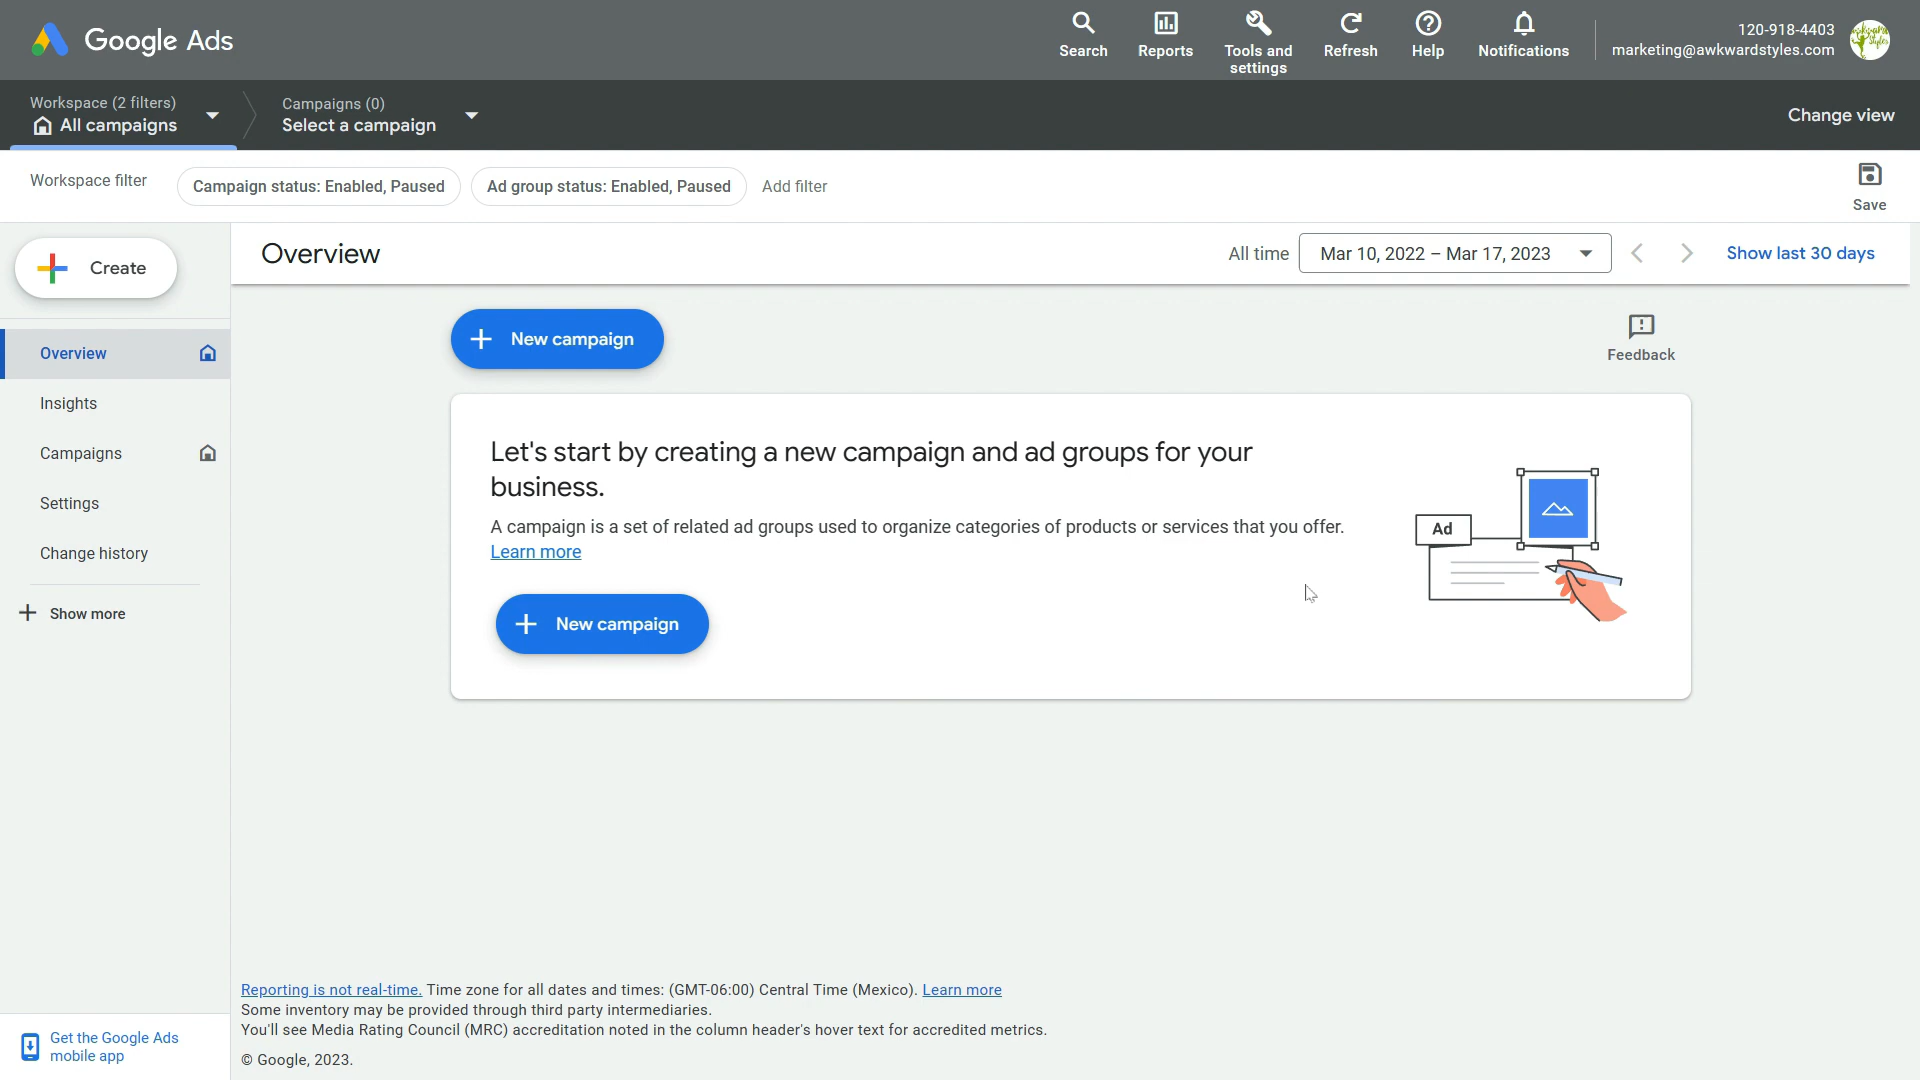 Google Ads
Search
Reports
Tools and
settings
Refresh
Help
Notifications
120-918-4403
marketing@awkwardstyles.com
Workspace (2 filters)
All campaigns
Campaigns (0)
Select a campaign
Change view
Workspace filter
Campaign status: Enabled, Paused
Ad group status: Enabled, Paused
Add filter
Save
Create
Overview
All time
Mar 10, 2022 – Mar 17, 2023
Show last 30 days
Overview
Insights
Campaigns
Settings
Change history
Show more
New campaign
Feedback
Let's start by creating a new campaign and ad groups for your
business.
A campaign is a set of related ad groups used to organize categories of products or services that you offer.
Learn more
New campaign
Ad
Reporting is not real-time. Time zone for all dates and times: (GMT-06:00) Central Time (Mexico). Learn more
Some inventory may be provided through third party intermediaries.
You'll see Media Rating Council (MRC) accreditation noted in the column header's hover text for accredited metrics.
© Google, 2023.
Get the Google Ads
mobile app